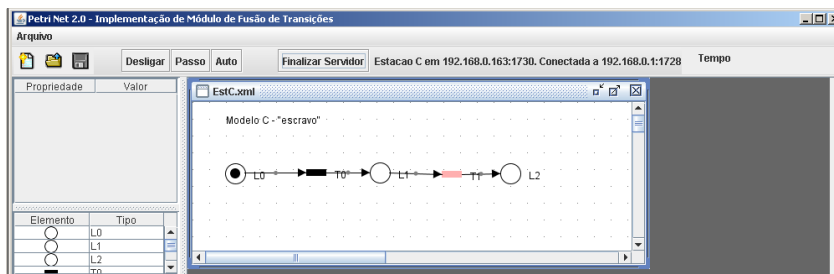 Petri Net 2.0 - Implementação de Módulo de Fusão de Transições
Arquivo
Desligar Passo Auto Finalizar Servidor Estacao C em 192.168.0.163:1730. Conectada a 192.168.0.1:1728 Tempo
Propriedade Valor
EstC.xml
Modelo C - "escravo"
L0 T0 L1 T1 L2
Elemento Tipo
L0
L1
L2
T0